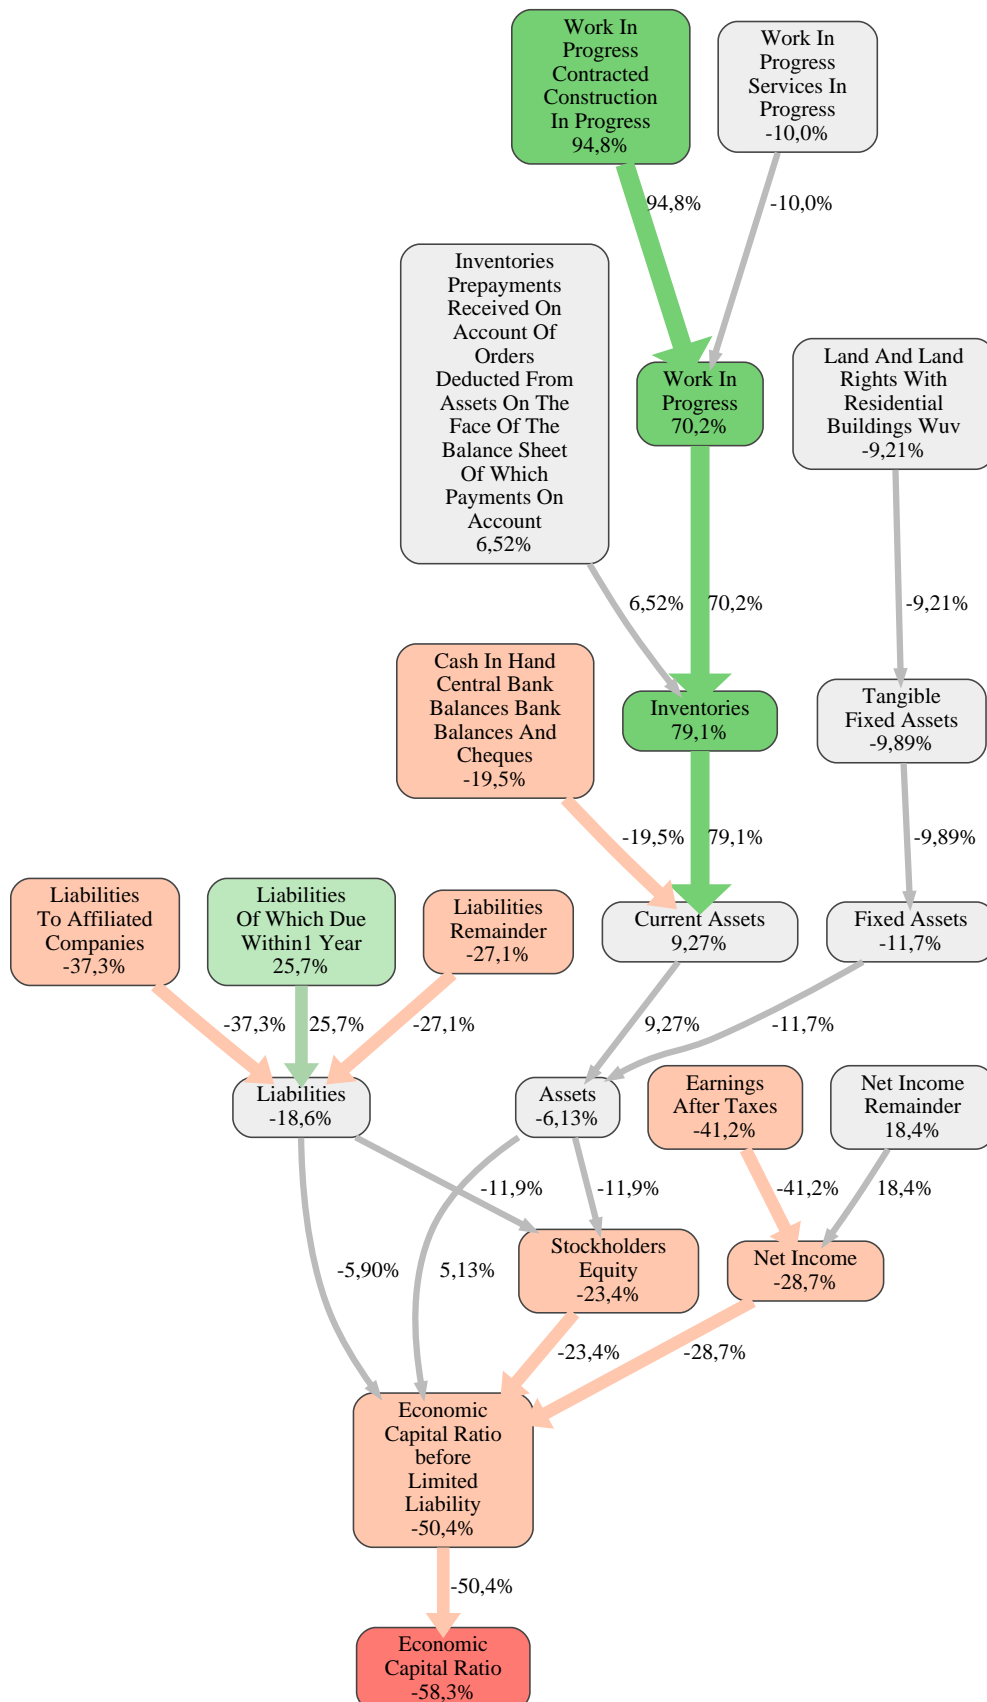 Work In
Progress
Contracted
Construction
In Progress
94,8%
Work In
Progress
Services In
Progress
-10,0%
94,8%
-10,0%
Inventories
Prepayments
Received On
Account Of
Orders
Deducted From
Assets On The
Face Of The
Balance Sheet
Of Which
Payments On
Account
6,52%
Work In
Progress
70,2%
Land And Land
Rights With
Residential
Buildings Wuv
-9,21%
6,52%
70,2%
-9,21%
Cash In Hand
Central Bank
Balances Bank
Balances And
Cheques
-19,5%
Inventories
79,1%
Tangible
Fixed Assets
-9,89%
-19,5%
79,1%
-9,89%
Liabilities
To Affiliated
Companies
-37,3%
Liabilities
Of Which Due
Within1 Year
25,7%
Liabilities
Remainder
-27,1%
Current Assets
9,27%
Fixed Assets
-11,7%
-37,3%
25,7%
-27,1%
9,27%
-11,7%
Liabilities
-18,6%
Assets
-6,13%
Earnings
After Taxes
-41,2%
Net Income
Remainder
18,4%
-11,9%
-11,9%
-41,2%
18,4%
-5,90%
5,13%
Stockholders
Equity
-23,4%
Net Income
-28,7%
-23,4%
-28,7%
Economic
Capital Ratio
before
Limited
Liability
-50,4%
-50,4%
Economic
Capital Ratio
-58,3%